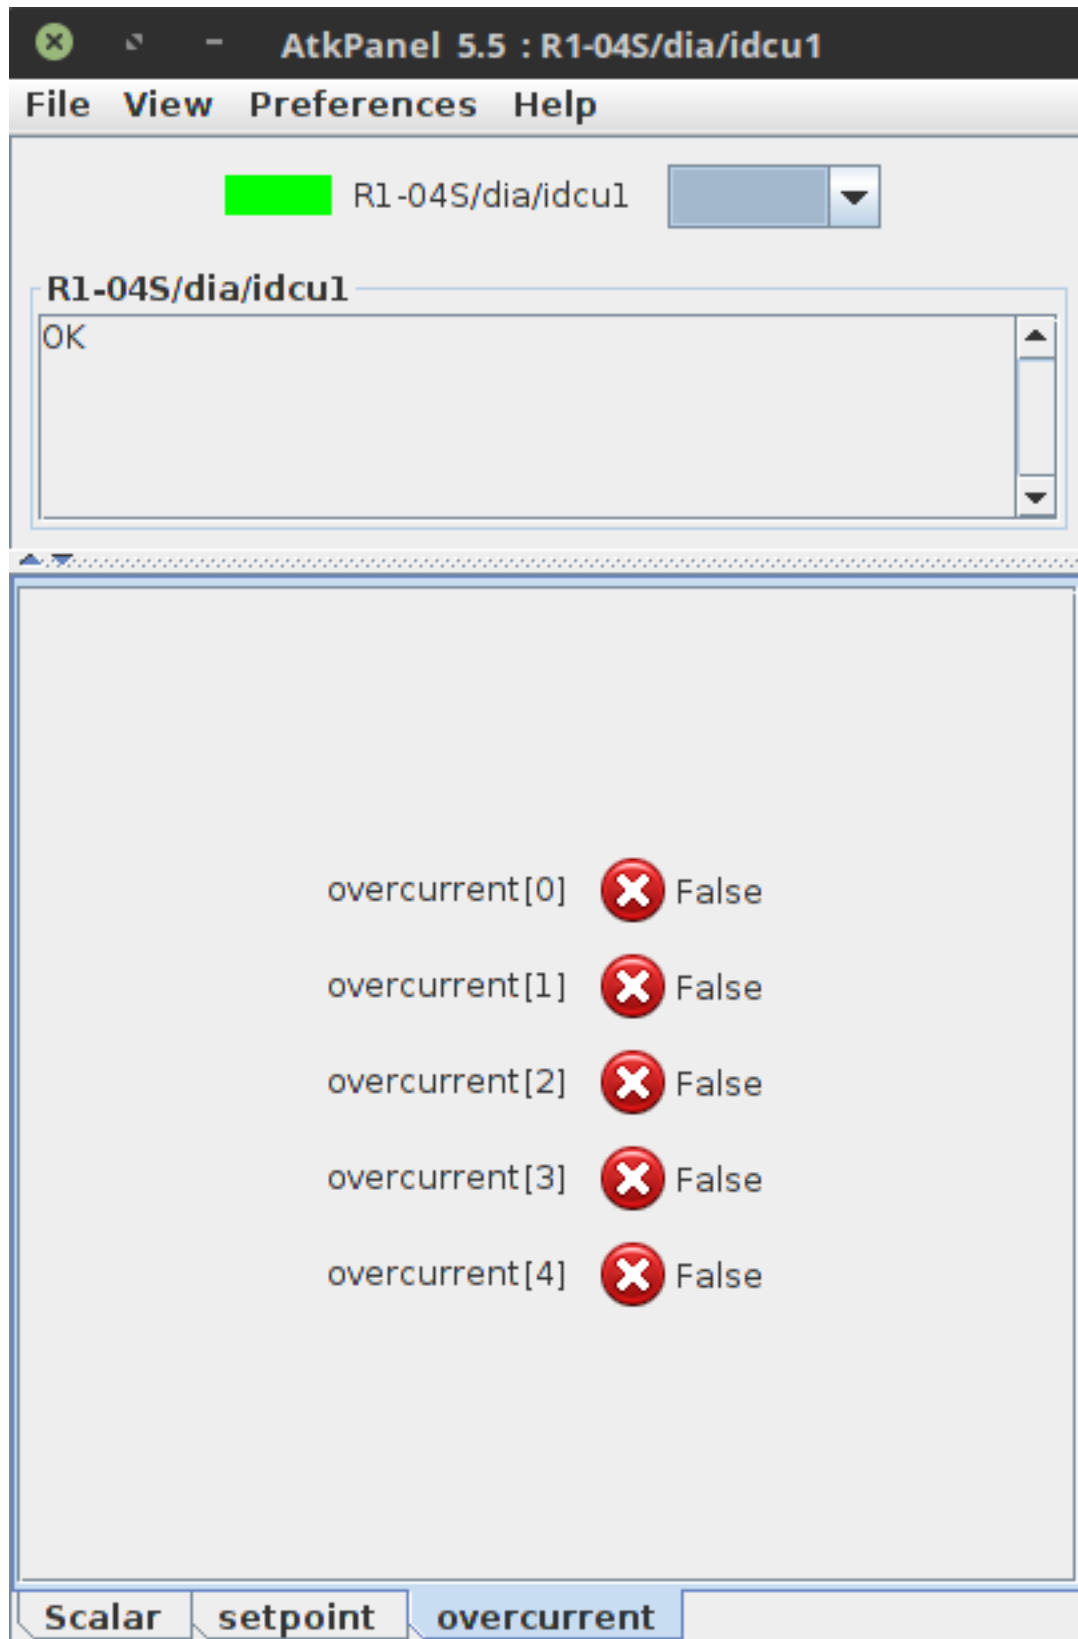 AtkPanel 5.5 : R1-04S/dia/idcu1
File View Preferences Help
R1-04S/dia/idcu1
R1-04S/dia/idcu1
OK
overcurrent[0] False
overcurrent[1] False
overcurrent[2] False
overcurrent[3] False
overcurrent[4] False
Scalar setpoint overcurrent